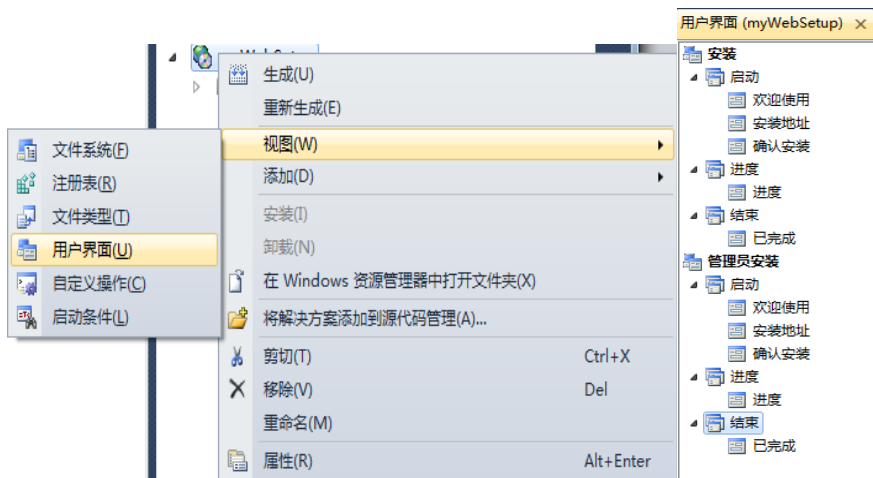 生成(U)
重新生成(E)
视图(W)
添加(D)
安装(I)
卸载(N)
在 Windows 资源管理器中打开文件夹(X)
将解决方案添加到源代码管理(A)...
剪切(T) Ctrl+X
移除(V) Del
重命名(M)
属性(R) Alt+Enter
文件系统(F)
注册表(R)
文件类型(T)
用户界面(U)
自定义操作(C)
启动条件(L)
用户界面 (myWebSetup)
安装
启动
欢迎使用
安装地址
确认安装
进度
进度
结束
已完成
管理员安装
启动
欢迎使用
安装地址
确认安装
进度
进度
结束
已完成